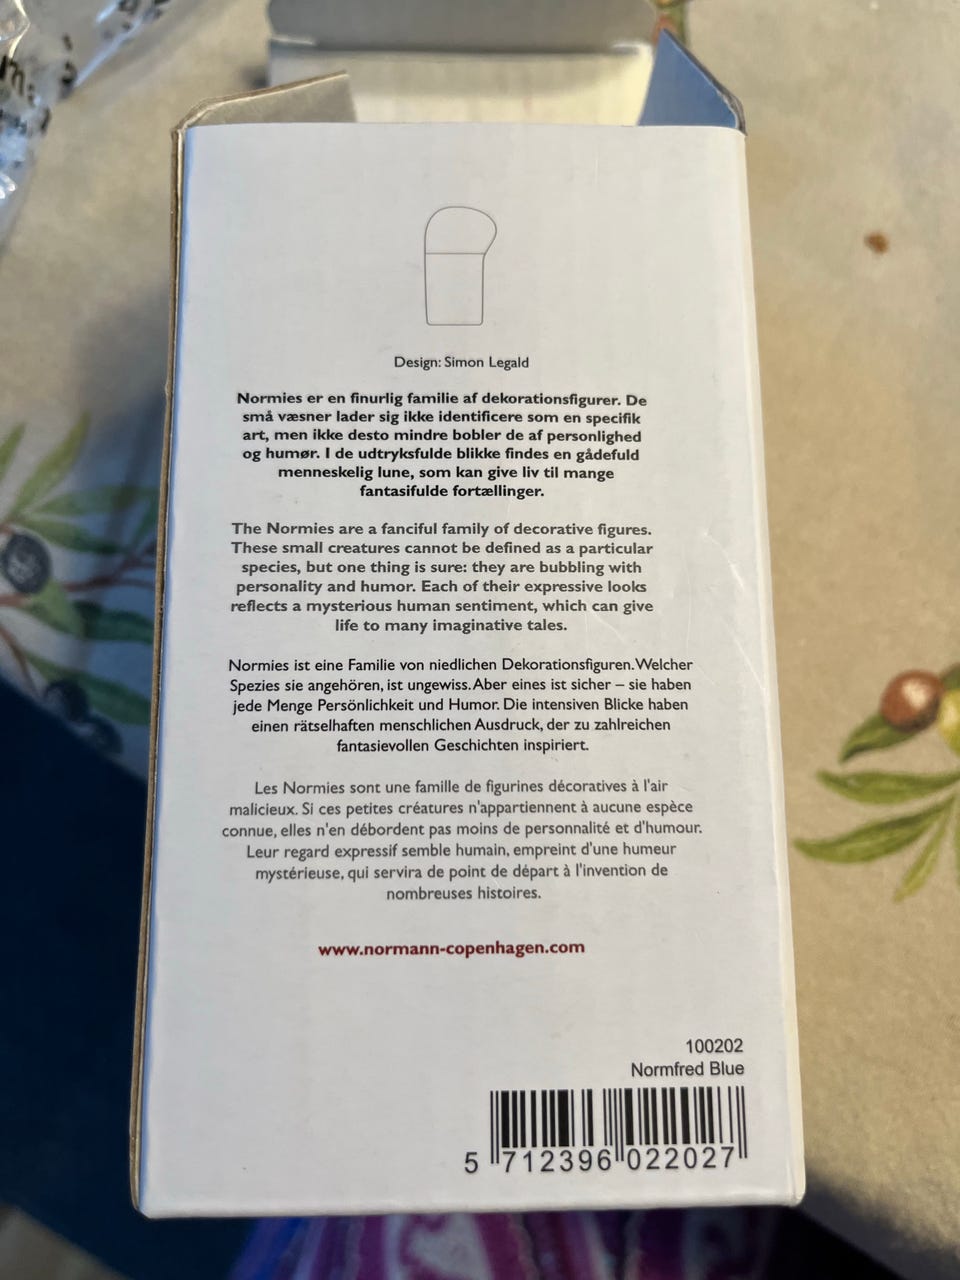 Design: Simon Legald
Normies er en finurlig familie af dekorationsfigurer. De
små væsner lader sig ikke identificere som en specifik
art, men ikke desto mindre bobler de af personlighed
og humør. I de udtryksfulde blikke findes en gådefuld
menneskelig lune, som kan give liv til mange
fantasifulde fortællinger.
The Normies are a fanciful family of decorative figures.
These small creatures cannot be defined as a particular
species, but one thing is sure: they are bubbling with
personality and humor. Each of their expressive looks
reflects a mysterious human sentiment, which can give
life to many imaginative tales.
Normies ist eine Familie von niedlichen Dekorationsfiguren. Welcher
Spezies sie angehören, ist ungewiss. Aber eines ist sicher – sie haben
jede Menge Persönlichkeit und Humor. Die intensiven Blicke haben
einen rätselhaften menschlichen Ausdruck, der zu zahlreichen
fantasievollen Geschichten inspiriert.
Les Normies sont une famille de figurines décoratives à l'air
malicieux. Si ces petites créatures n'appartiennent à aucune espèce
connue, elles n'en débordent pas moins de personnalité et d'humour.
Leur regard expressif semble humain, empreint d'une humeur
mystérieuse, qui servira de point de départ à l'invention de
nombreuses histoires.
www.normann-copenhagen.com
100202
Normfred Blue
5 712396 022027